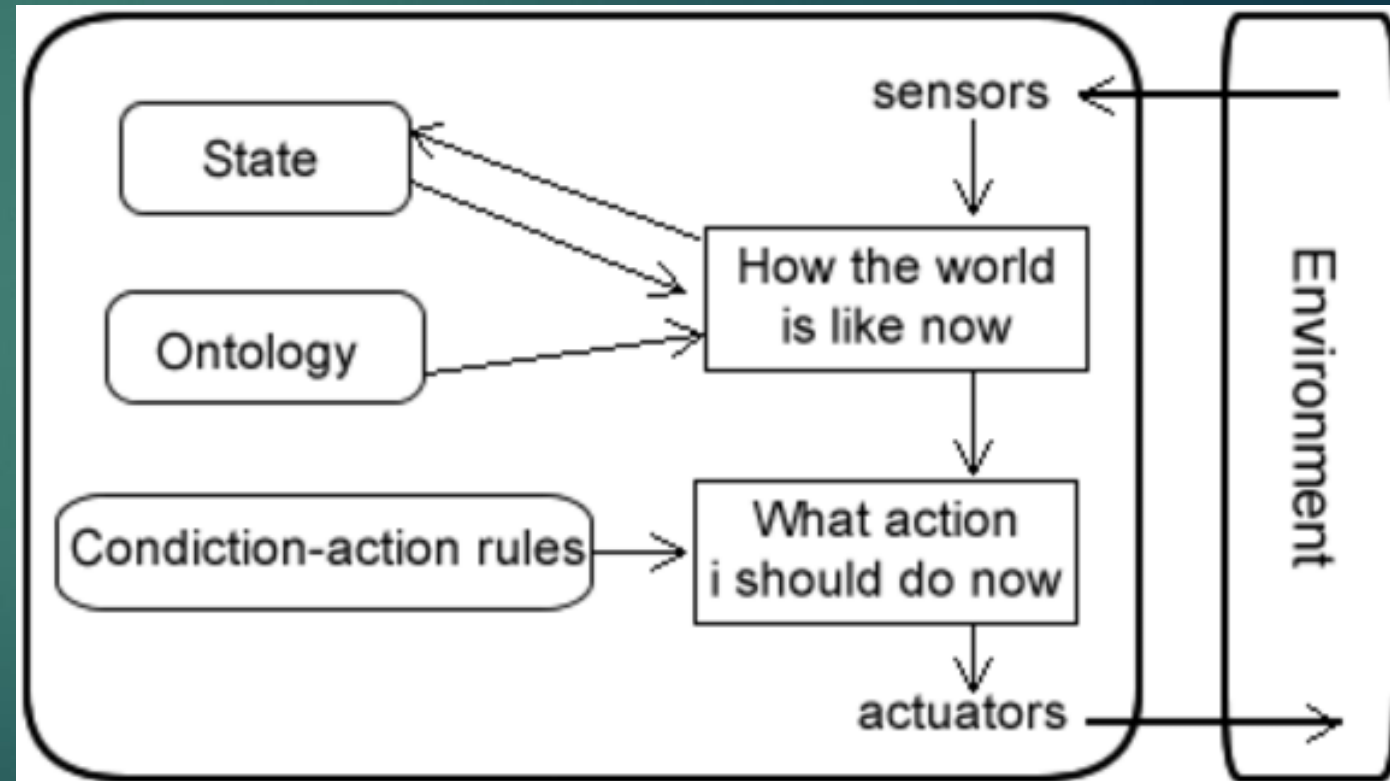 sensors
State
How the world
is like now
Ontology
Environment
What action
i should do now
Condiction-action rules
actuators